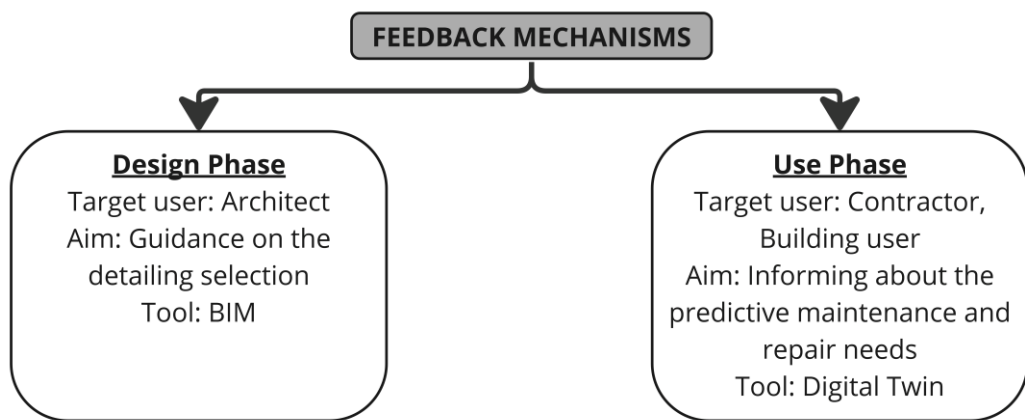 FEEDBACK MECHANISMS
Design Phase
Target user: Architect
Aim: Guidance on the
detailing selection
Tool: BIM
Use Phase
Target user: Contractor,
Building user
Aim: Informing about the
predictive maintenance and
repair needs
Tool: Digital Twin